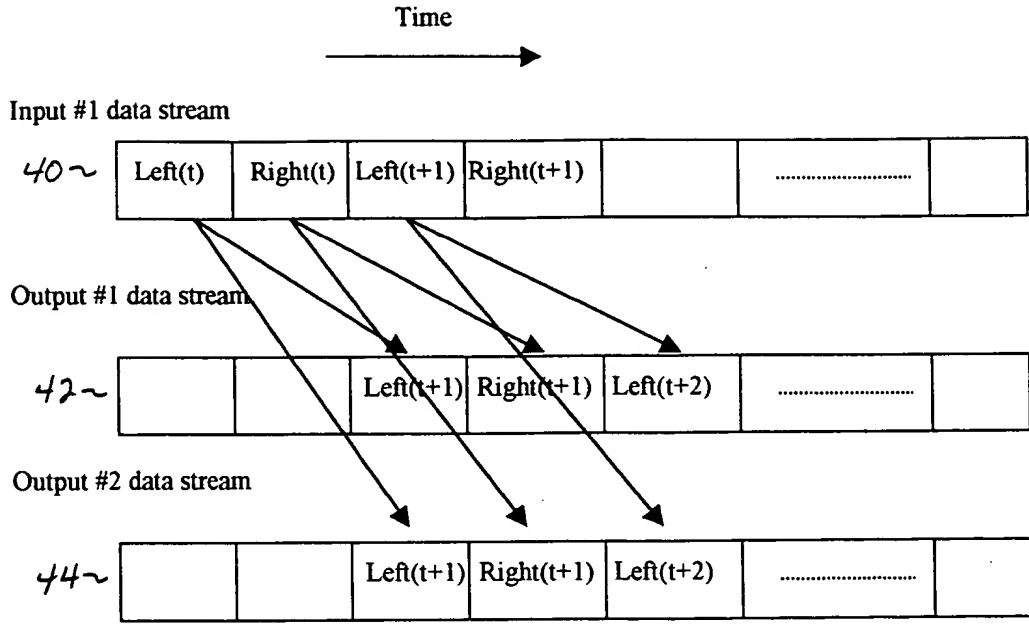 Time
Input #1 data stream
40~ Left(t) Right(t) Left(t+1) Right(t+1) ........................
Output #1 data stream
42~ Left(t+1) Right(t+1) Left(t+2) ........................
Output #2 data stream
44~ Left(t+1) Right(t+1) Left(t+2) ........................